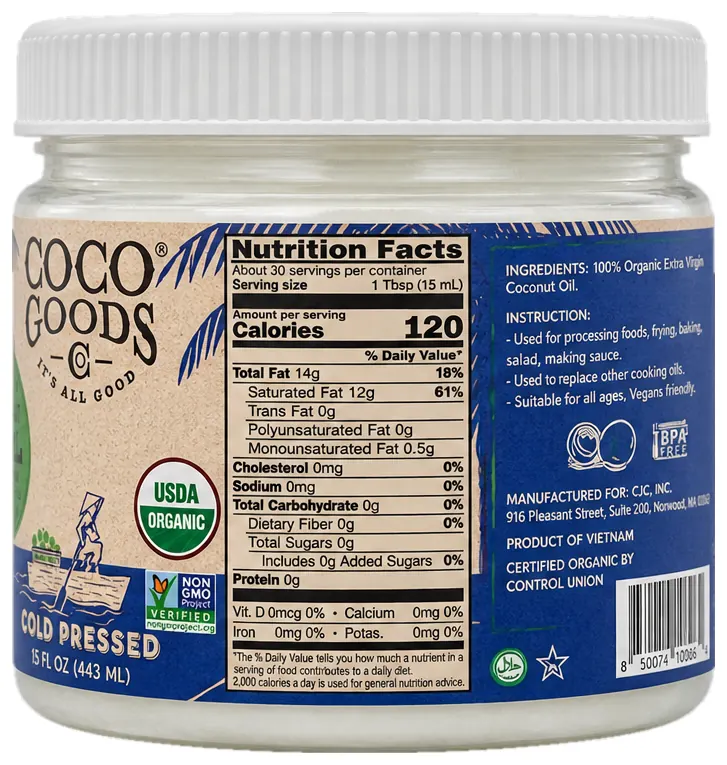 COCO®
GOODS
C
IT'S ALL GOOD
USDA
ORGANIC
NON
GMO
Project
VERIFIED
nongmoproject.org
COLD PRESSED
15 FL OZ (443 ML)
Nutrition Facts
About 30 servings per container
Serving size 1 Tbsp (15 mL)
Amount per serving
Calories 120
% Daily Value*
Total Fat 14g 18%
Saturated Fat 12g 61%
Trans Fat 0g
Polyunsaturated Fat 0g
Monounsaturated Fat 0.5g
Cholesterol 0mg 0%
Sodium 0mg 0%
Total Carbohydrate 0g 0%
Dietary Fiber 0g 0%
Total Sugars 0g
Includes 0g Added Sugars 0%
Protein 0g
Vit. D 0mcg 0% • Calcium 0mg 0%
Iron 0mg 0% • Potas. 0mg 0%
*The % Daily Value tells you how much a nutrient in a
serving of food contributes to a daily diet.
2,000 calories a day is used for general nutrition advice.
INGREDIENTS: 100% Organic Extra Virgin
Coconut Oil.
INSTRUCTION:
- Used for processing foods, frying, baking,
salad, making sauce.
- Used to replace other cooking oils.
- Suitable for all ages, Vegans friendly.
BPA
FREE
MANUFACTURED FOR: CJC, INC.
916 Pleasant Street, Suite 200, Norwood, MA
PRODUCT OF VIETNAM
CERTIFIED ORGANIC BY
CONTROL UNION
حلال
K
8 50074 10066 4